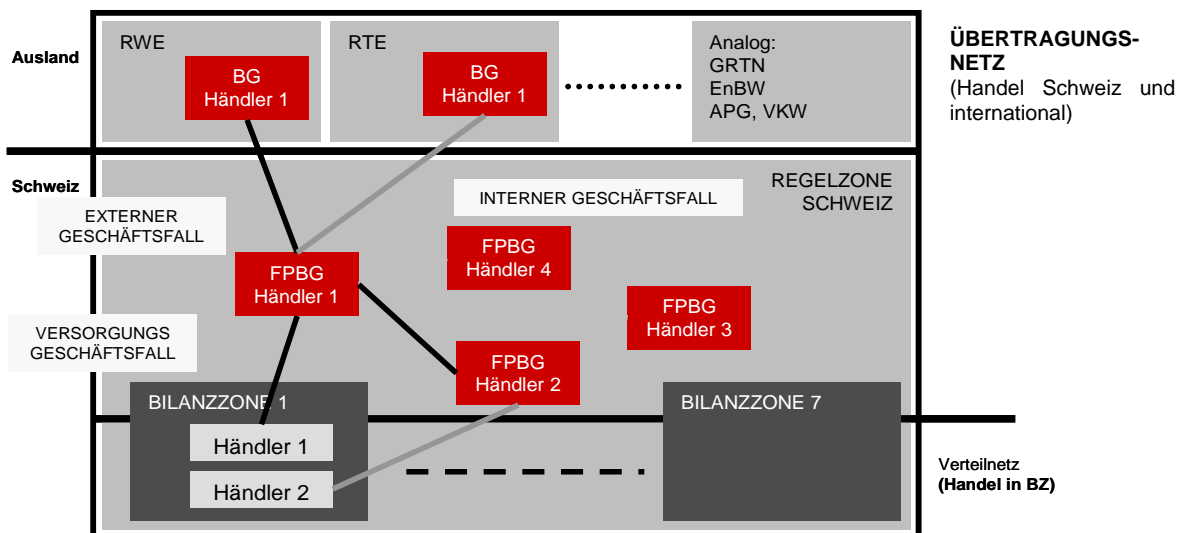 Ausland
RWE
BG
Händler 1
RTE
BG
Händler 1
Analog:
GRTN
EnBW
APG, VKW
ÜBERTRAGUNGS-
NETZ
(Handel Schweiz und
international)
Schweiz
EXTERNER
GESCHÄFTSFALL
INTERNER GESCHÄFTSFALL
REGELZONE
SCHWEIZ
FPBG
Händler 1
FPBG
Händler 4
FPBG
Händler 3
VERSORGUNGS
GESCHÄFTSFALL
FPBG
Händler 2
BILANZZONE 1
Händler 1
Händler 2
BILANZZONE 7
Verteilnetz
(Handel in BZ)